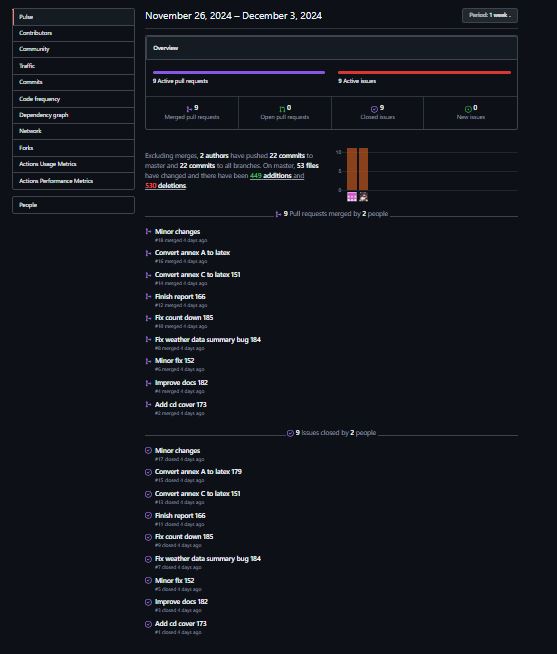 Pulse
Contributors
Community
Traffic
Commits
Code frequency
Dependency graph
Network
Forks
Actions Usage Metrics
Actions Performance Metrics
People
November 26, 2024 – December 3, 2024
Period: 1 week
Overview
9 Active pull requests
9 Active issues
9
Merged pull requests
0
Open pull requests
9
Closed issues
0
New issues
Excluding merges, 2 authors have pushed 22 commits to
master and 22 commits to all branches. On master, 53 files
have changed and there have been 449 additions and
530 deletions.
10
5
0
9 Pull requests merged by 2 people
Minor changes
#18 merged 4 days ago
Convert annex A to latex
#16 merged 4 days ago
Convert annex C to latex 151
#14 merged 4 days ago
Finish report 166
#12 merged 4 days ago
Fix count down 185
#10 merged 4 days ago
Fix weather data summary bug 184
#8 merged 4 days ago
Minor fix 152
#6 merged 4 days ago
Improve docs 182
#4 merged 4 days ago
Add cd cover 173
#2 merged 4 days ago
9 Issues closed by 2 people
Minor changes
#17 closed 4 days ago
Convert annex A to latex 179
#15 closed 4 days ago
Convert annex C to latex 151
#13 closed 4 days ago
Finish report 166
#11 closed 4 days ago
Fix count down 185
#9 closed 4 days ago
Fix weather data summary bug 184
#7 closed 4 days ago
Minor fix 152
#5 closed 4 days ago
Improve docs 182
#3 closed 4 days ago
Add cd cover 173
#1 closed 4 days ago